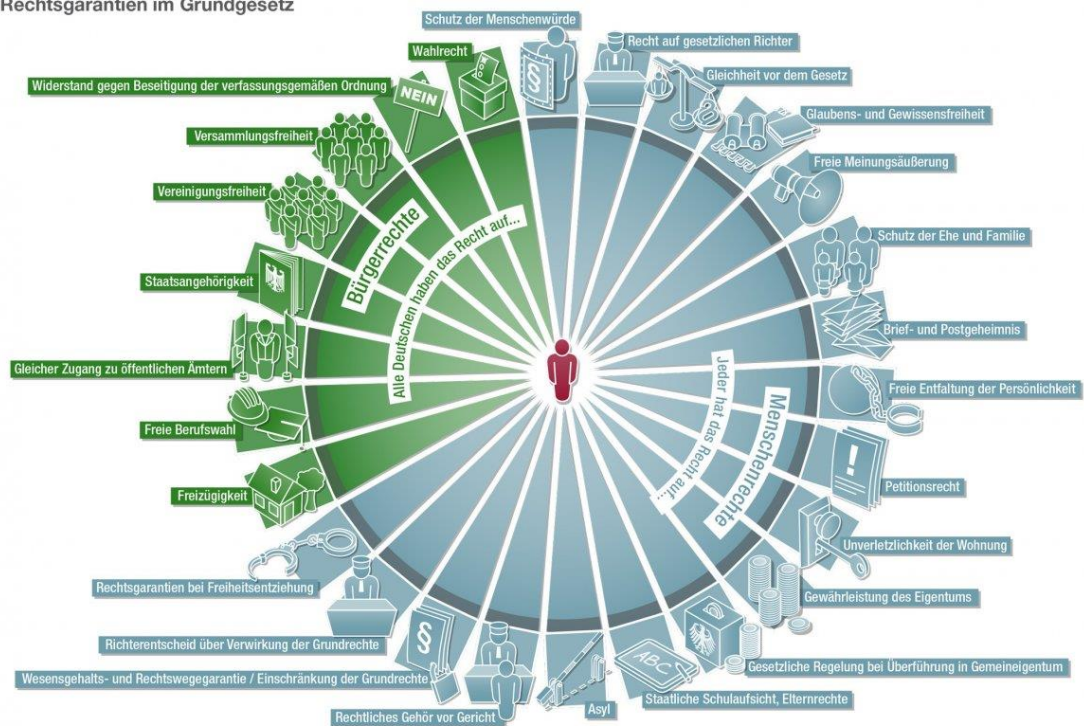 Rechtsgarantien im Grundgesetz
Schutz der Menschenwürde
Recht auf gesetzlichen Richter
Gleichheit vor dem Gesetz
Glaubens- und Gewissensfreiheit
Freie Meinungsäußerung
Schutz der Ehe und Familie
Brief- und Postgeheimnis
Freie Entfaltung der Persönlichkeit
Petitionsrecht
Unverletzlichkeit der Wohnung
Gewährleistung des Eigentums
Gesetzliche Regelung bei Überführung in Gemeineigentum
Staatliche Schulaufsicht, Elternrechte
Asyl
Rechtliches Gehör vor Gericht
Wesensgehalts- und Rechtswegegarantie / Einschränkung der Grundrechte
Richterentscheid über Verwirkung der Grundrechte
Rechtsgarantien bei Freiheitsentziehung
Freizügigkeit
Freie Berufswahl
Gleicher Zugang zu öffentlichen Ämtern
Staatsangehörigkeit
Vereinigungsfreiheit
Versammlungsfreiheit
Widerstand gegen Beseitigung der verfassungsgemäßen Ordnung
Wahlrecht
NEIN
§
!
ABC
§
Bürgerrechte
Alle Deutschen haben das Recht auf...
Menschenrechte
Jeder hat das Recht auf...